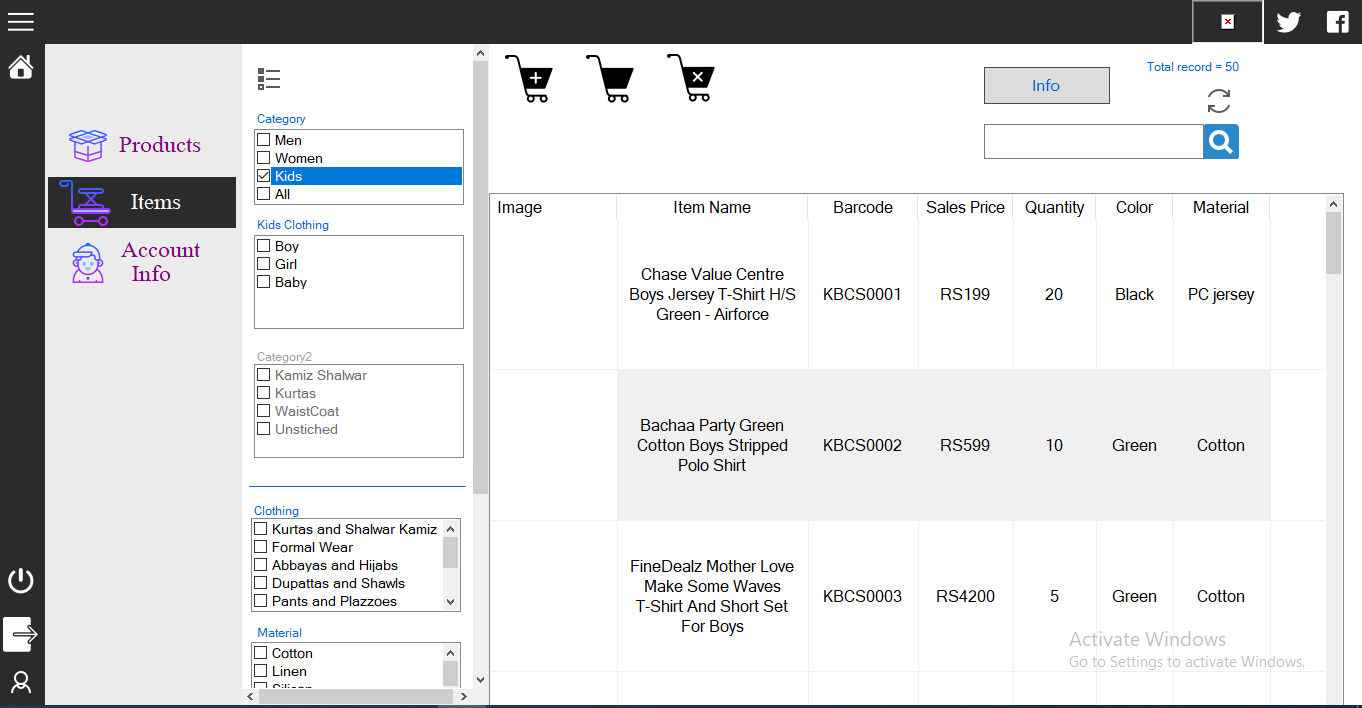 Total record = 50
Info
Products
Items
Account
Info
Category
Men
Women
Kids
All
Kids Clothing
Boy
Girl
Baby
Category2
Kamiz Shalwar
Kurtas
WaistCoat
Unstiched
Clothing
Kurtas and Shalwar Kamiz
Formal Wear
Abbayas and Hijabs
Dupattas and Shawls
Pants and Plazzoes
Material
Cotton
Linen
Image Item Name Barcode Sales Price Quantity Color Material
Chase Value Centre
Boys Jersey T-Shirt H/S
Green - Airforce
KBCS0001 RS199 20 Black PC jersey
Bachaa Party Green
Cotton Boys Stripped
Polo Shirt
KBCS0002 RS599 10 Green Cotton
FineDealz Mother Love
Make Some Waves
T-Shirt And Short Set
For Boys
KBCS0003 RS4200 5 Green Cotton
Activate Windows
Go to Settings to activate Windows.